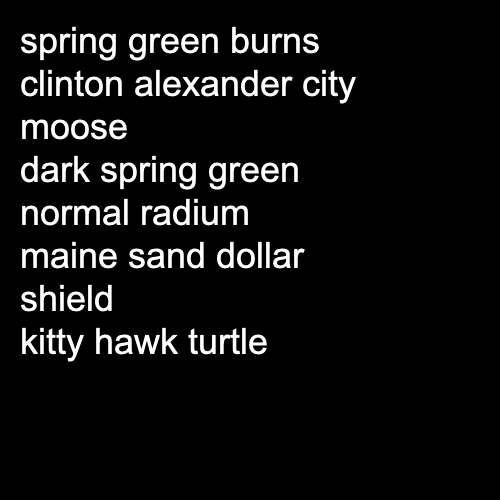 spring green burns
clinton alexander city
moose
dark spring green
normal radium
maine sand dollar
shield
kitty hawk turtle